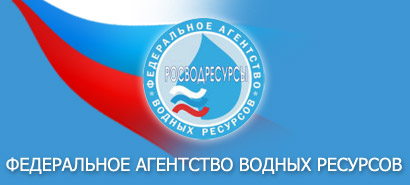 ФЕДЕРАЛЬНОЕ АГЕНТСТВО
РОСВОДРЕСУРСЫ
ВОДНЫХ РЕСУРСОВ
ФЕДЕРАЛЬНОЕ АГЕНТСТВО ВОДНЫХ РЕСУРСОВ